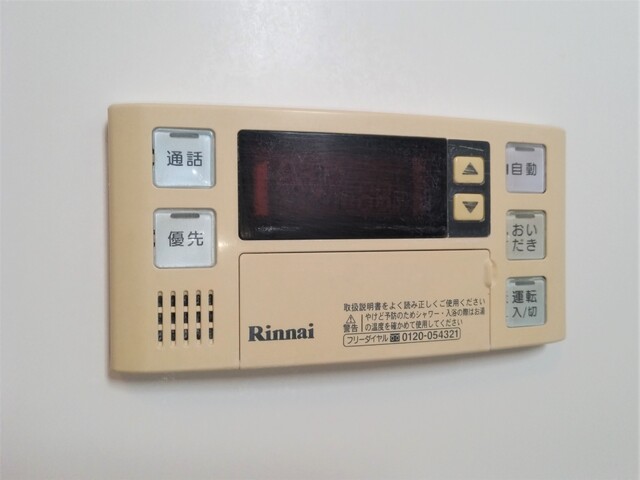 通話
優先
自動
おい
だき
運転
入/切
取扱説明書をよく読み正しくご使用ください
警告
やけど予防のためシャワー・入浴の際はお湯
の温度を確かめて使用してください
フリーダイヤル 0120-054321
Rinnai